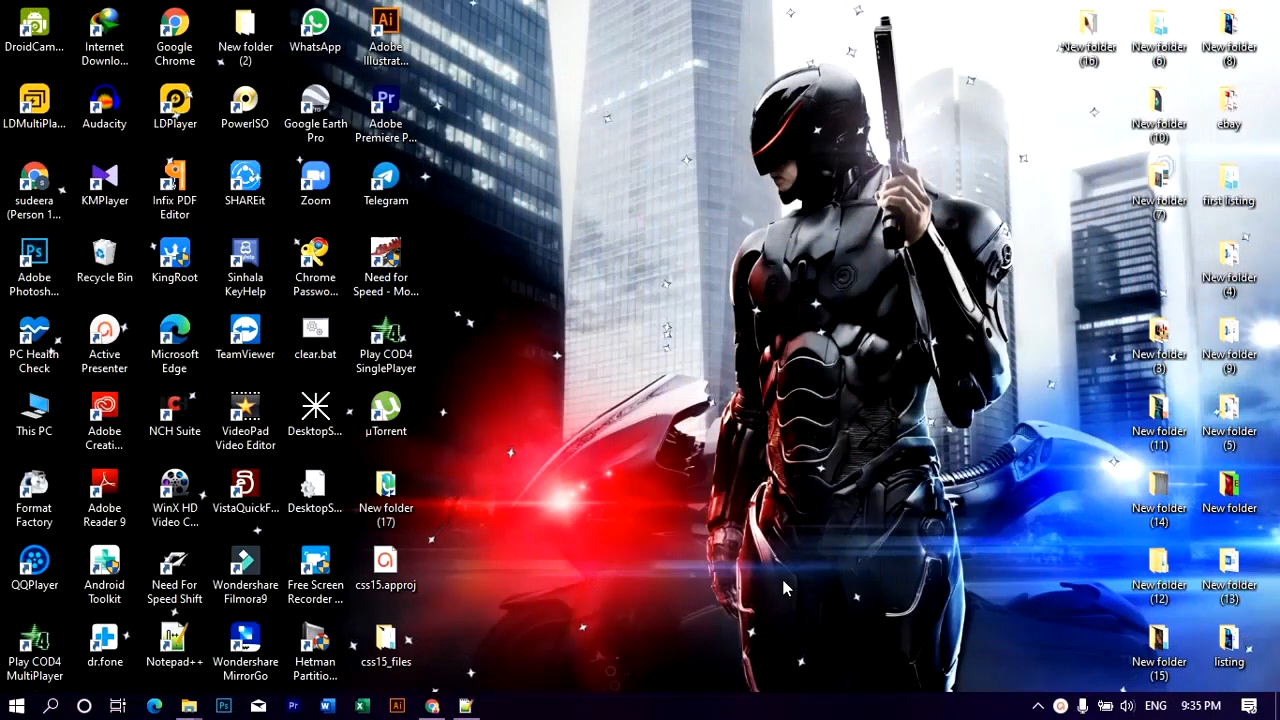 DroidCam...
Internet
Downlo...
Google
Chrome
New folder
(2)
WhatsApp
Adobe
Illustrat...
New folder
(16)
New folder
(6)
New folder
(8)
LDMultiPla...
Audacity
LDPlayer
PowerISO
Google Earth
Pro
Adobe
Premiere P...
New folder
(10)
ebay
sudeera
(Person 1...
KMPlayer
Infix PDF
Editor
SHAREit
Zoom
Telegram
New folder
(7)
first listing
Adobe
Photosh...
Recycle Bin
KingRoot
Sinhala
KeyHelp
Chrome
Passwo...
Need for
Speed - Mo...
New folder
(4)
PC Health
Check
Active
Presenter
Microsoft
Edge
TeamViewer
clear.bat
Play COD4
SinglePlayer
New folder
(3)
New folder
(9)
This PC
Adobe
Creati...
NCH Suite
VideoPad
Video Editor
DesktopS...
µTorrent
New folder
(11)
New folder
(5)
Format
Factory
Adobe
Reader 9
WinX HD
Video C...
VistaQuickF...
DesktopS...
New folder
(17)
New folder
(14)
New folder
QQPlayer
Android
Toolkit
Need For
Speed Shift
Wondershare
Filmora9
Free Screen
Recorder ...
css15.approj
New folder
(12)
New folder
(13)
Play COD4
MultiPlayer
dr.fone
Notepad++
Wondershare
MirrorGo
Hetman
Partitio...
css15_files
New folder
(15)
listing
ENG
9:35 PM